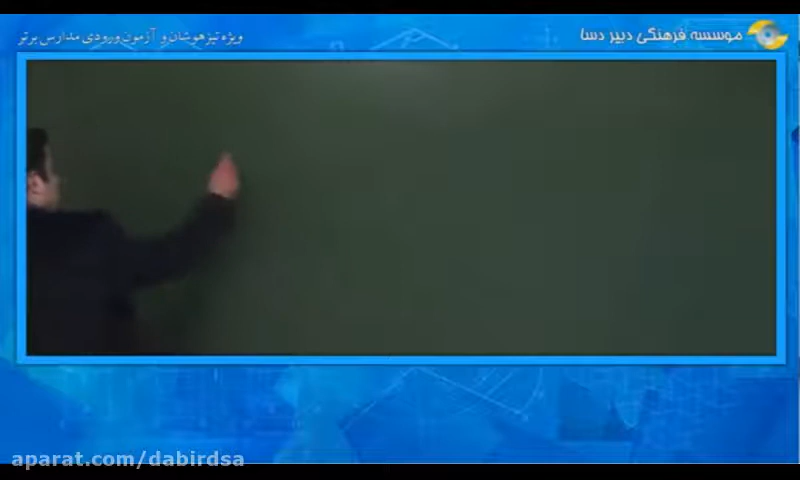 موسسه فرهنگی دبیر دسا
ویژه تیزهوشان و آزمون ورودی مدارس برتر
aparat.com/dabirdsa